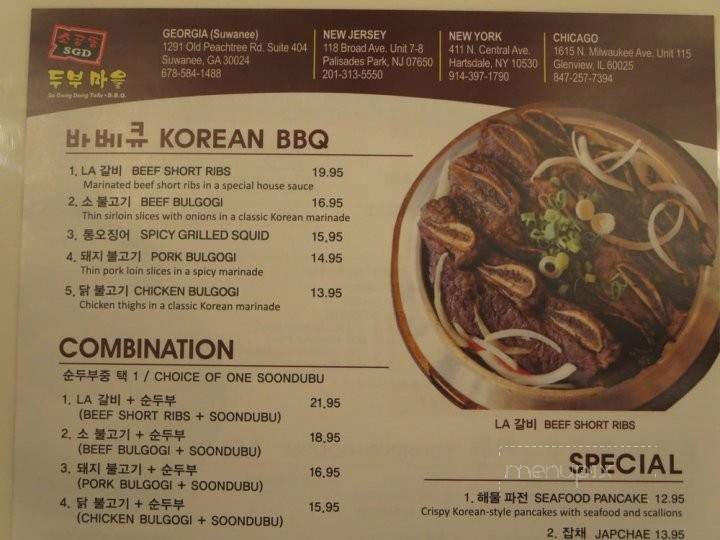 소공동
SGD
두부 마을
So Gong Dong Tofu & B.B.Q.
GEORGIA (Suwanee)
1291 Old Peachtree Rd. Suite 404
Suwanee, GA 30024
678-584-1488
NEW JERSEY
118 Broad Ave. Unit 7-8
Palisades Park, NJ 07650
201-313-5550
NEW YORK
411 N. Central Ave.
Hartsdale, NY 10530
914-397-1790
CHICAGO
1615 N. Milwaukee Ave. Unit 115
Glenview, IL 60025
847-257-7394
바베큐 KOREAN BBQ
1. LA 갈비 BEEF SHORT RIBS 19.95
Marinated beef short ribs in a special house sauce
2. 소 불고기 BEEF BULGOGI 16.95
Thin sirloin slices with onions in a classic Korean marinade
3. 통오징어 SPICY GRILLED SQUID 15.95
4. 돼지 불고기 PORK BULGOGI 14.95
Thin pork loin slices in a spicy marinade
5. 닭 불고기 CHICKEN BULGOGI 13.95
Chicken thighs in a classic Korean marinade
COMBINATION
순두부중 택 1 / CHOICE OF ONE SOONDUBU
1. LA 갈비 + 순두부 21.95
(BEEF SHORT RIBS + SOONDUBU)
2. 소 불고기 + 순두부 18.95
(BEEF BULGOGI + SOONDUBU)
3. 돼지 불고기 + 순두부 16.95
(PORK BULGOGI + SOONDUBU)
4. 닭 불고기 + 순두부 15.95
(CHICKEN BULGOGI + SOONDUBU)
LA 갈비 BEEF SHORT RIBS
menupix
SPECIAL
1. 해물 파전 SEAFOOD PANCAKE 12.95
Crispy Korean-style pancakes with seafood and scallions
2. 잡채 JAPCHAE 13.95